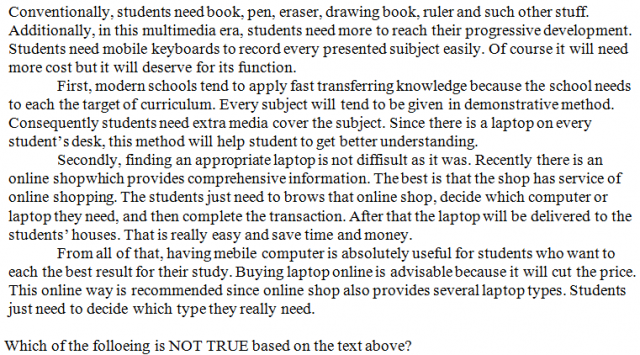 Conventionally, students need book, pen, eraser, drawing book, ruler and such other stuff.
Additionally, in this multimedia era, students need more to reach their progressive development.
Students need mobile keyboards to record every presented suibject easily. Of course it will need
more cost but it will deserve for its function.
First, modern schools tend to apply fast transferring knowledge because the school needs
to each the target of curriculum. Every subject will tend to be given in demonstrative method.
Consequently students need extra media cover the subject. Since there is a laptop on every
student's desk, this method will help student to get better understanding.
Secondly, finding an appropriate laptop is not diffisult as it was. Recently there is an
online shopwhich provides comprehensive information. The best is that the shop has service of
online shopping. The students just need to brows that online shop, decide which computer or
laptop they need, and then complete the transaction. After that the laptop will be delivered to the
students' houses. That is really easy and save time and money.
From all of that, having mebile computer is absolutely useful for students who want to
each the best result for their study. Buying laptop online is advisable because it will cut the price.
This online way is recommended since online shop also provides several laptop types. Students
just need to decide which type they really need.
Which of the folloeing is NOT TRUE based on the text above?